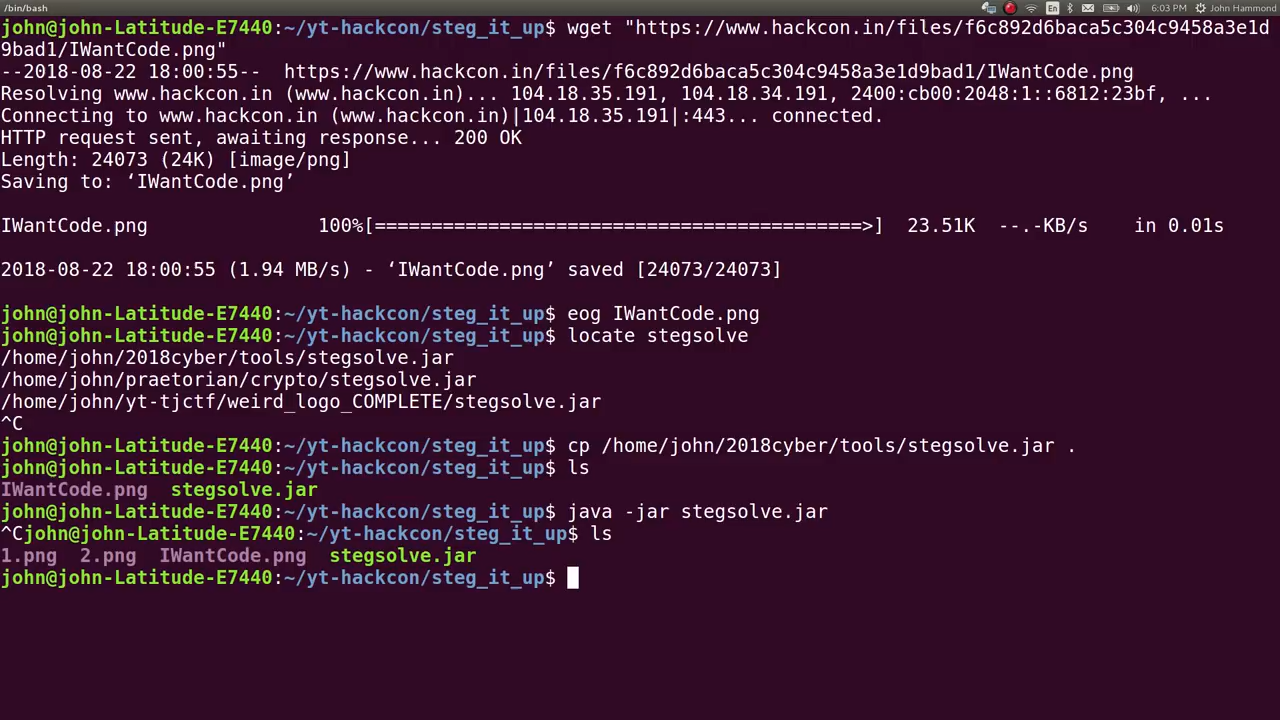 /bin/bash
En
6:03 PM
John Hammond
john@john-Latitude-E7440:~/yt-hackcon/steg_it_up$ wget "https://www.hackcon.in/files/f6c892d6baca5c304c9458a3e1d
9bad1/IWantCode.png"
--2018-08-22 18:00:55--  https://www.hackcon.in/files/f6c892d6baca5c304c9458a3e1d9bad1/IWantCode.png
Resolving www.hackcon.in (www.hackcon.in)... 104.18.35.191, 104.18.34.191, 2400:cb00:2048:1::6812:23bf, ...
Connecting to www.hackcon.in (www.hackcon.in)|104.18.35.191|:443... connected.
HTTP request sent, awaiting response... 200 OK
Length: 24073 (24K) [image/png]
Saving to: ‘IWantCode.png’
IWantCode.png               100%[===========================================>]  23.51K  --.-KB/s    in 0.01s
2018-08-22 18:00:55 (1.94 MB/s) - ‘IWantCode.png’ saved [24073/24073]
john@john-Latitude-E7440:~/yt-hackcon/steg_it_up$ eog IWantCode.png
john@john-Latitude-E7440:~/yt-hackcon/steg_it_up$ locate stegsolve
/home/john/2018cyber/tools/stegsolve.jar
/home/john/praetorian/crypto/stegsolve.jar
/home/john/yt-tjctf/weird_logo_COMPLETE/stegsolve.jar
^C
john@john-Latitude-E7440:~/yt-hackcon/steg_it_up$ cp /home/john/2018cyber/tools/stegsolve.jar .
john@john-Latitude-E7440:~/yt-hackcon/steg_it_up$ ls
IWantCode.png  stegsolve.jar
john@john-Latitude-E7440:~/yt-hackcon/steg_it_up$ java -jar stegsolve.jar
^Cjohn@john-Latitude-E7440:~/yt-hackcon/steg_it_up$ ls
1.png  2.png  IWantCode.png  stegsolve.jar
john@john-Latitude-E7440:~/yt-hackcon/steg_it_up$